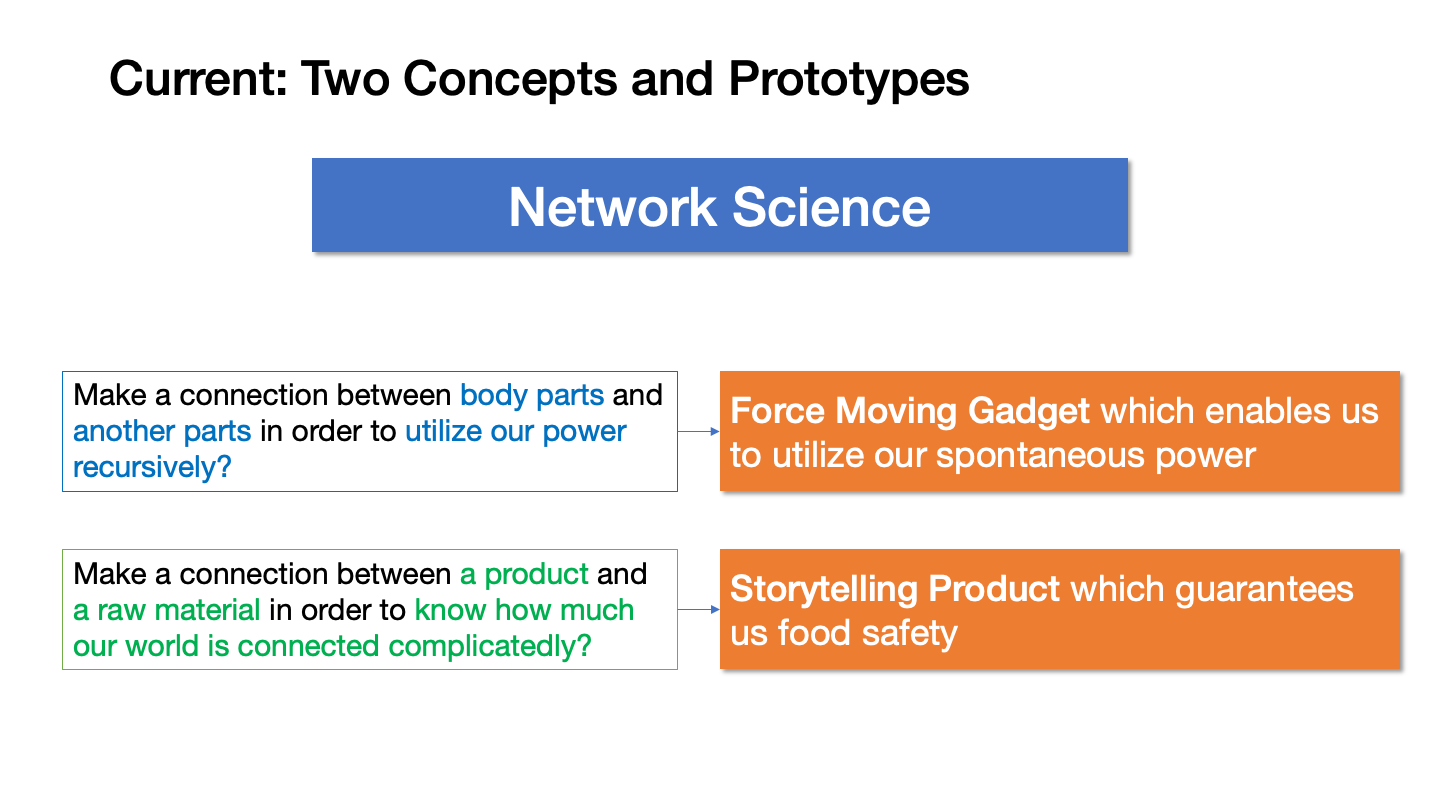 Current: Two Concepts and Prototypes
Network Science
Make a connection between body parts and
another parts in order to utilize our power
recursively?
Force Moving Gadget which enables us
to utilize our spontaneous power
Make a connection between a product and
a raw material in order to know how much
our world is connected complicatedly?
Storytelling Product which guarantees
us food safety